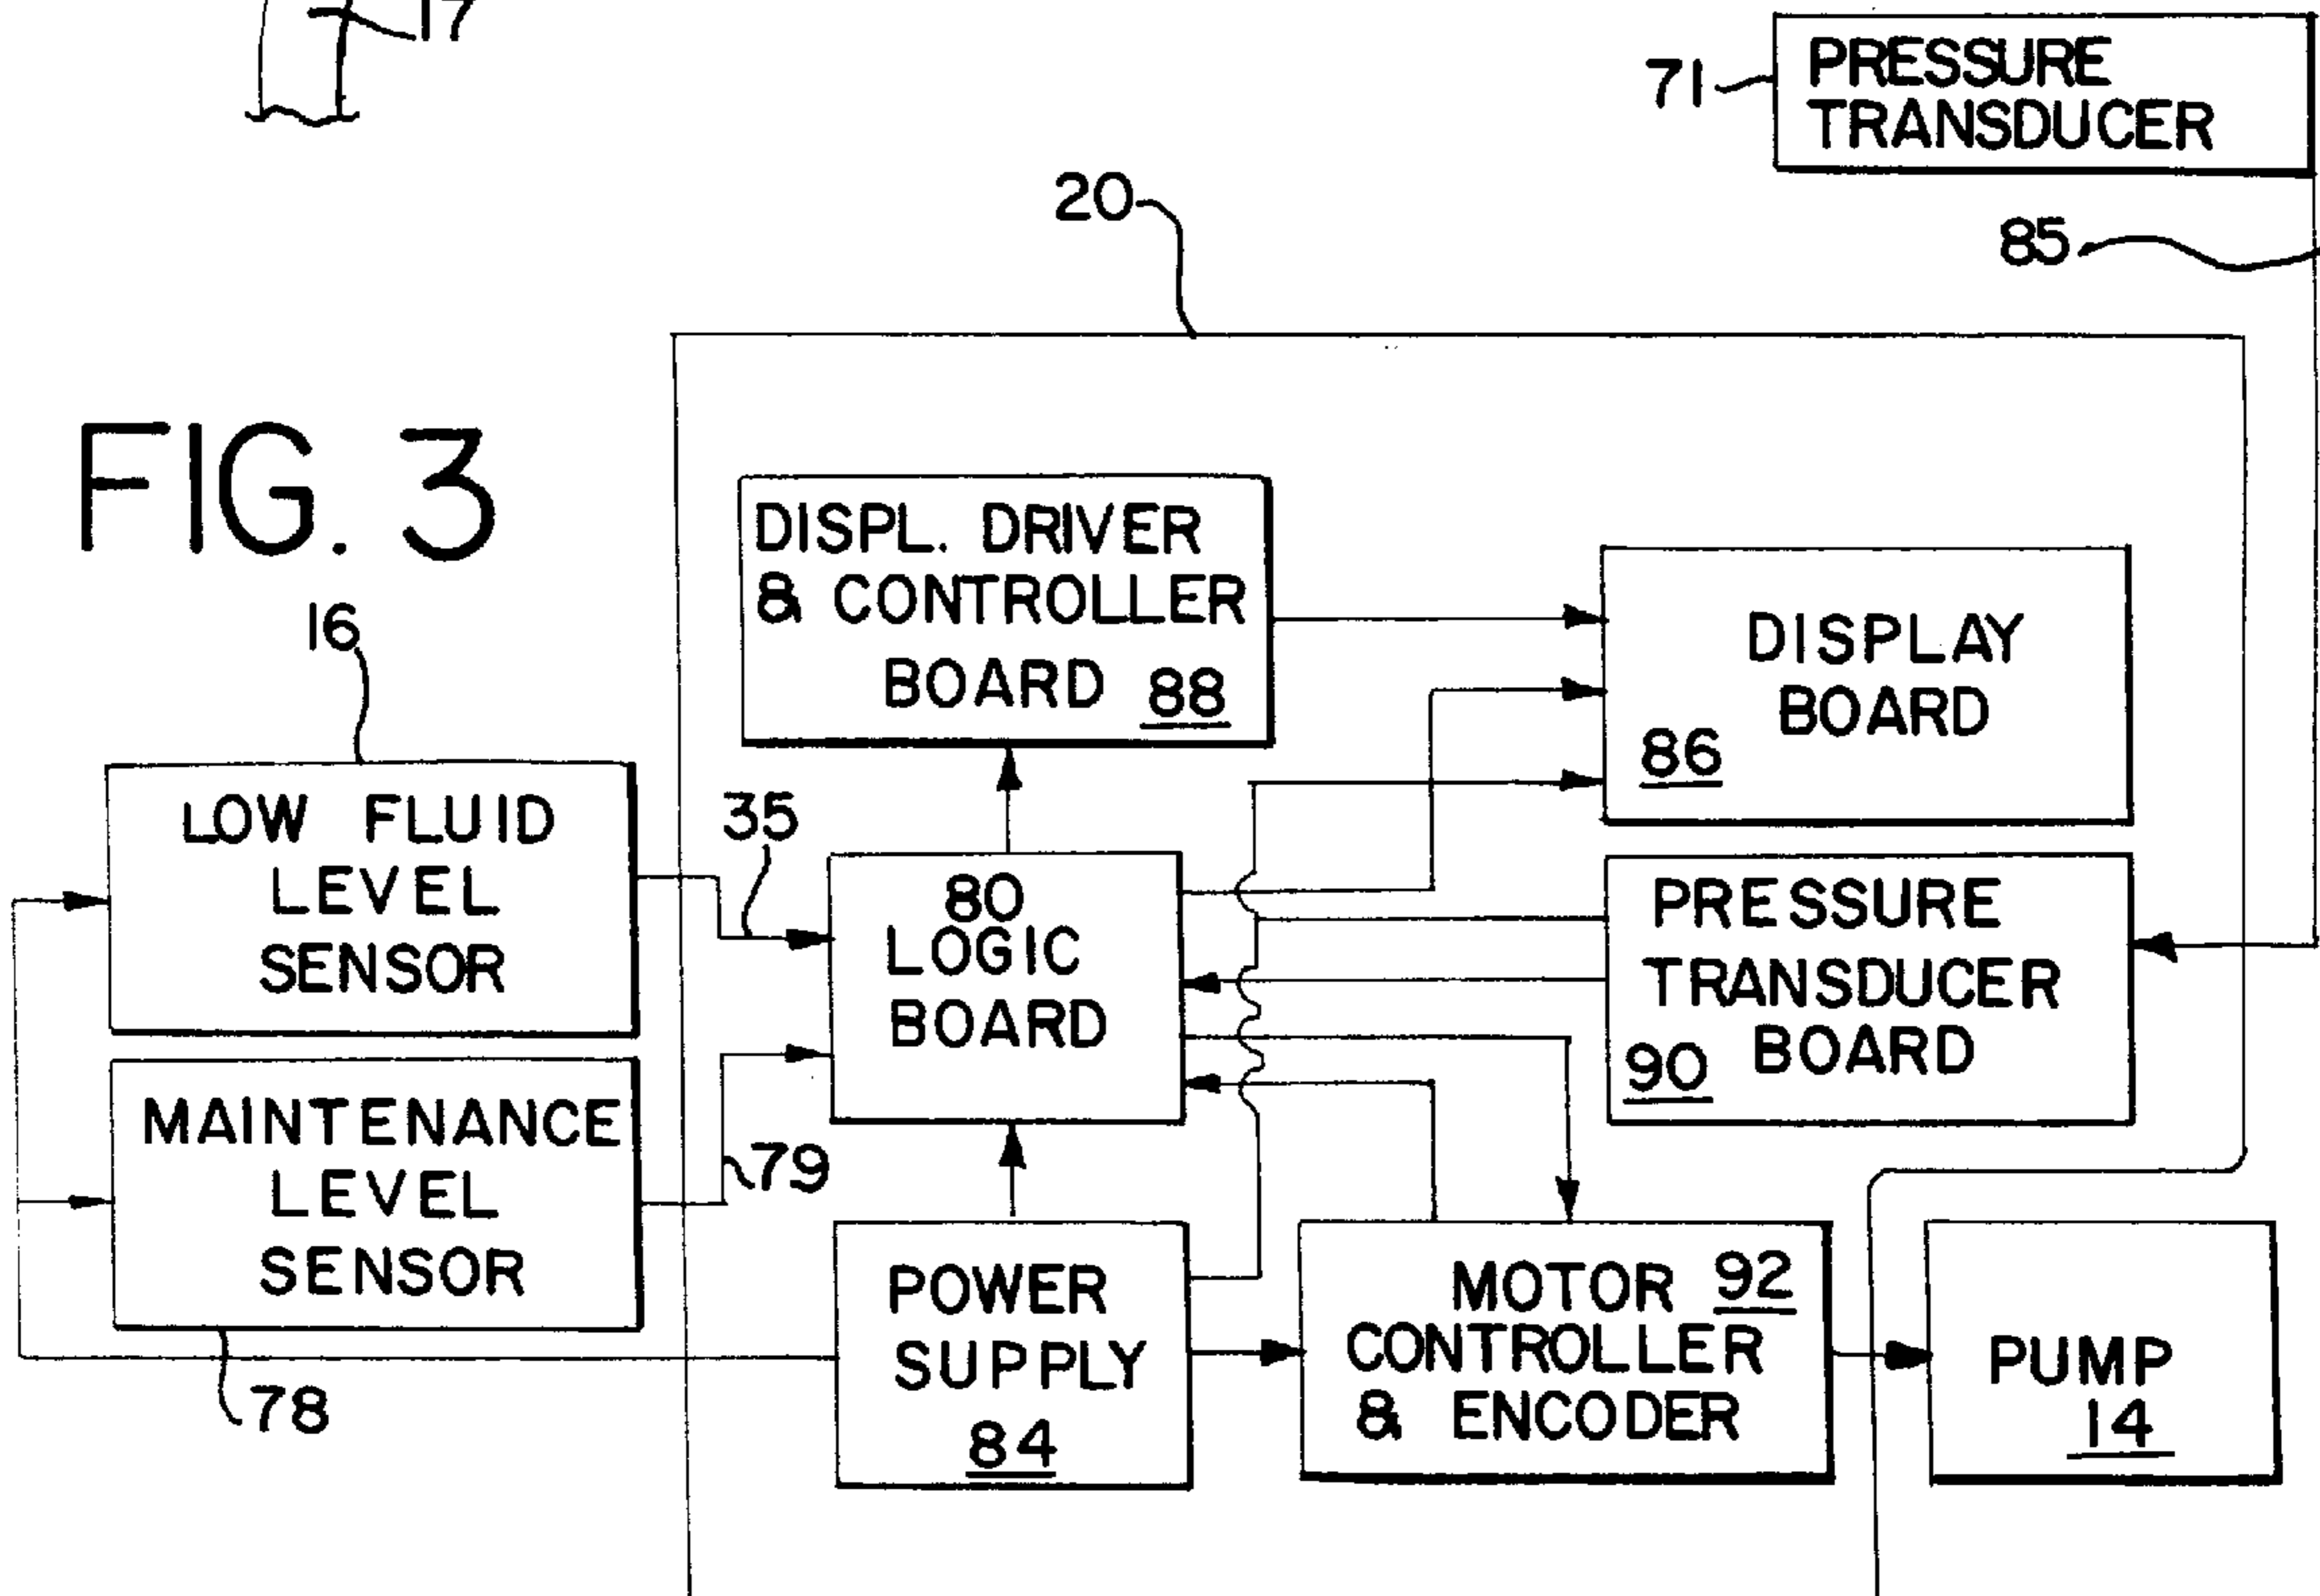 17
71
PRESSURE
TRANSDUCER
20
85
FIG. 3
DISPL. DRIVER
& CONTROLLER
BOARD 88
DISPLAY
BOARD
86
16
LOW FLUID
LEVEL
SENSOR
35
80
LOGIC
BOARD
PRESSURE
TRANSDUCER
BOARD
90
MAINTENANCE
LEVEL
SENSOR
79
78
POWER
SUPPLY
84
MOTOR 92
CONTROLLER
& ENCODER
PUMP
14